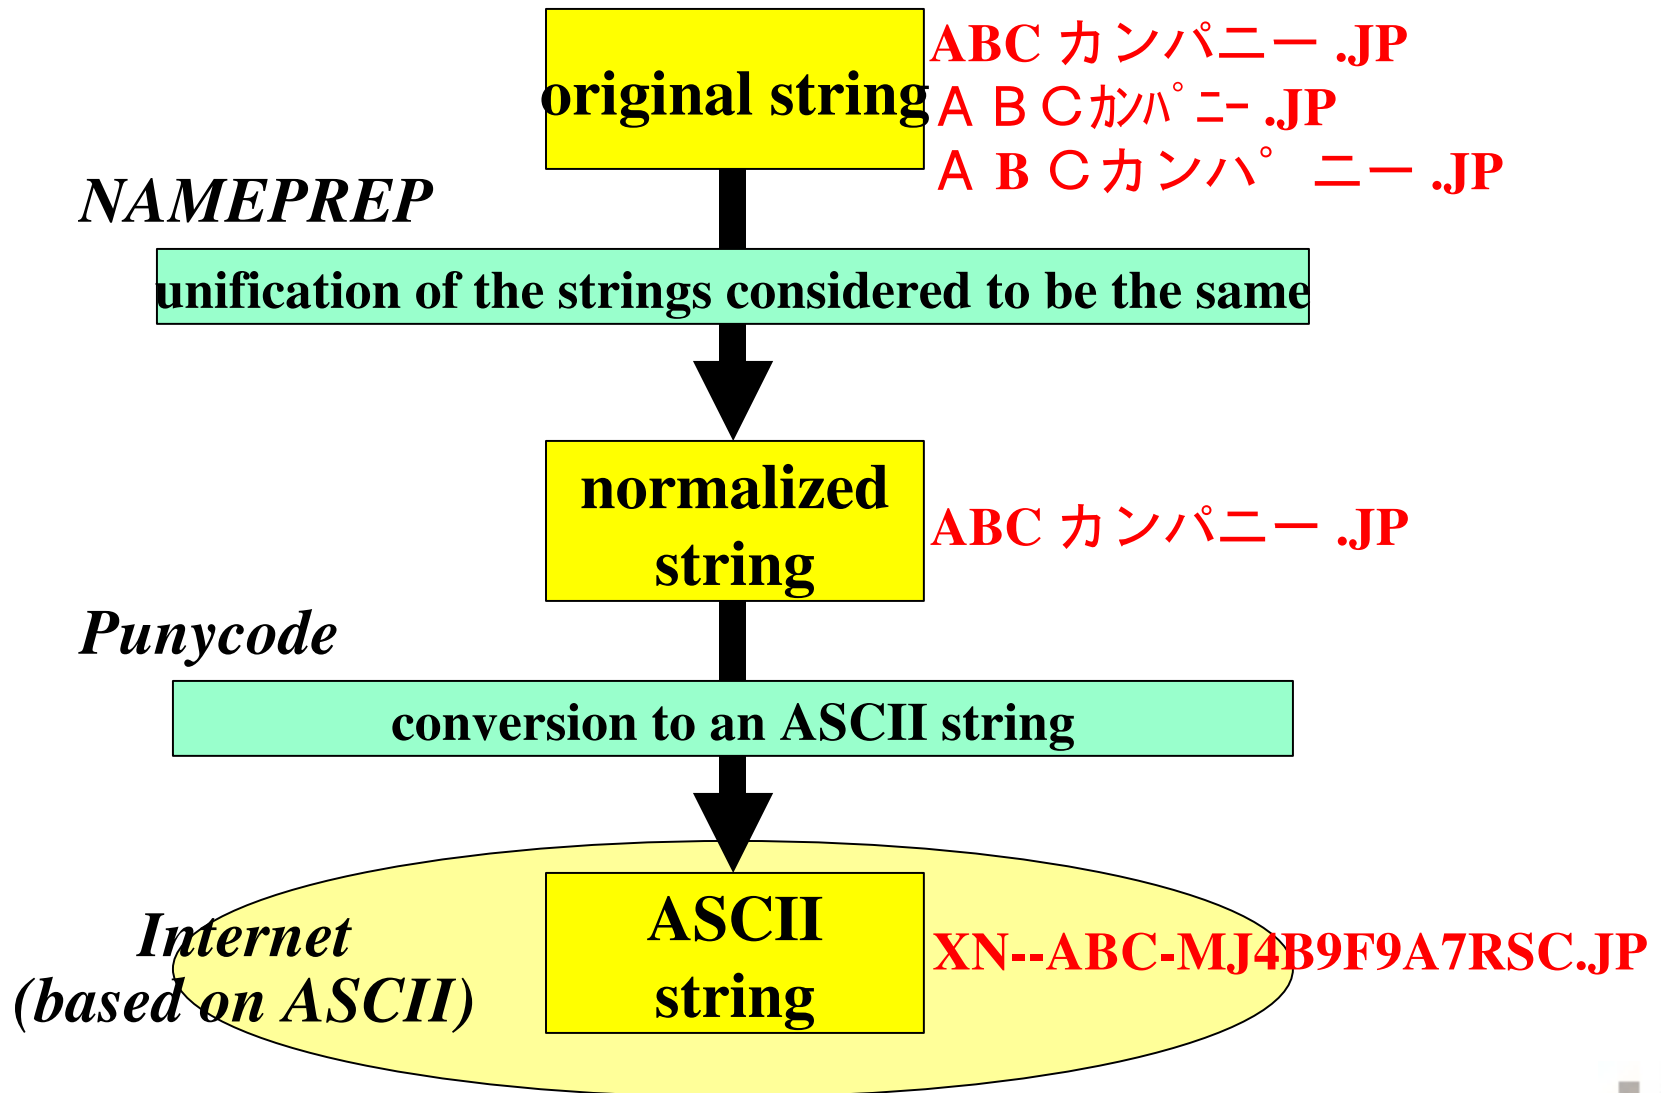 original string
ABC カンパニー .JP
ＡＢＣｶﾝﾊﾟﾆｰ .JP
Ａ B Ｃカンハ゜ニー .JP
NAMEPREP
unification of the strings considered to be the same
normalized
string
ABC カンパニー .JP
Punycode
conversion to an ASCII string
ASCII
string
XN--ABC-MJ4B9F9A7RSC.JP
Internet
(based on ASCII)